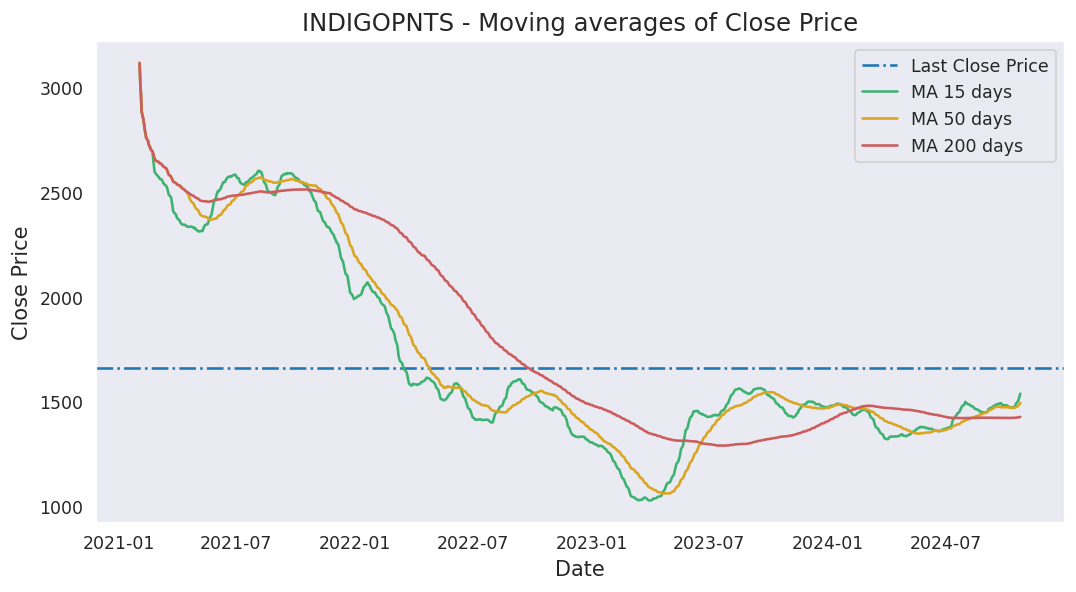 INDIGOPNTS - Moving averages of Close Price
Last Close Price
MA 15 days
MA 50 days
MA 200 days
Close Price
3000
2500
2000
1500
1000
2021-01
2021-07
2022-01
2022-07
2023-01
2023-07
2024-01
2024-07
Date